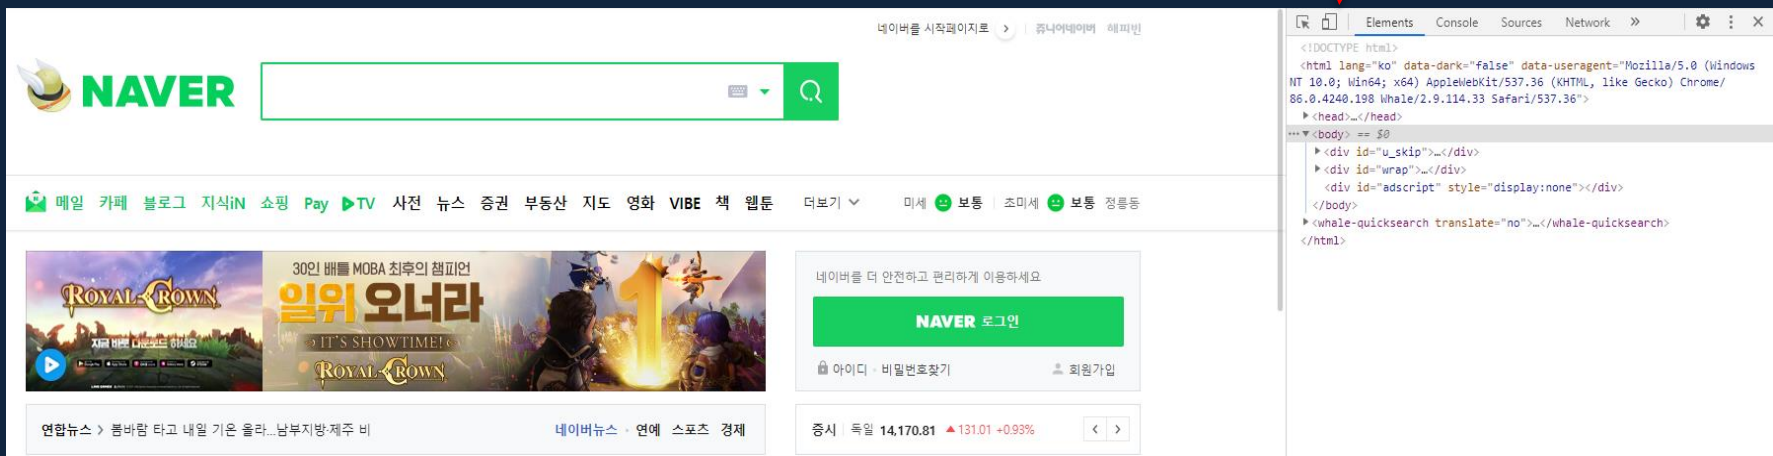 네이버를 시작페이지로 쥬니어네이버 해피빈
NAVER
메일 카페 블로그 지식iN 쇼핑 Pay TV 사전 뉴스 증권 부동산 지도 영화 VIBE 책 웹툰 더보기 미세 보통 초미세 보통 정릉동
ROYAL CROWN
지금 바로 다운로드 하세요
30인 배틀 MOBA 최후의 챔피언
일위 오너라
IT'S SHOWTIME!
ROYAL CROWN
네이버를 더 안전하고 편리하게 이용하세요
NAVER 로그인
아이디 · 비밀번호찾기 회원가입
연합뉴스 > 봄바람 타고 내일 기온 올라...남부지방·제주 비 네이버뉴스 · 연예 스포츠 경제
증시 독일 14,170.81 ▲131.01 +0.93% < >
Elements Console Sources Network »
<!DOCTYPE html>
<html lang="ko" data-dark="false" data-useragent="Mozilla/5.0 (Windows
NT 10.0; Win64; x64) AppleWebKit/537.36 (KHTML, like Gecko) Chrome/
86.0.4240.198 Whale/2.9.114.33 Safari/537.36">
▶<head>…</head>
…▼<body> == $0
▶<div id="u_skip">…</div>
▶<div id="wrap">…</div>
<div id="adscript" style="display:none"></div>
</body>
▶<whale-quicksearch translate="no">…</whale-quicksearch>
</html>